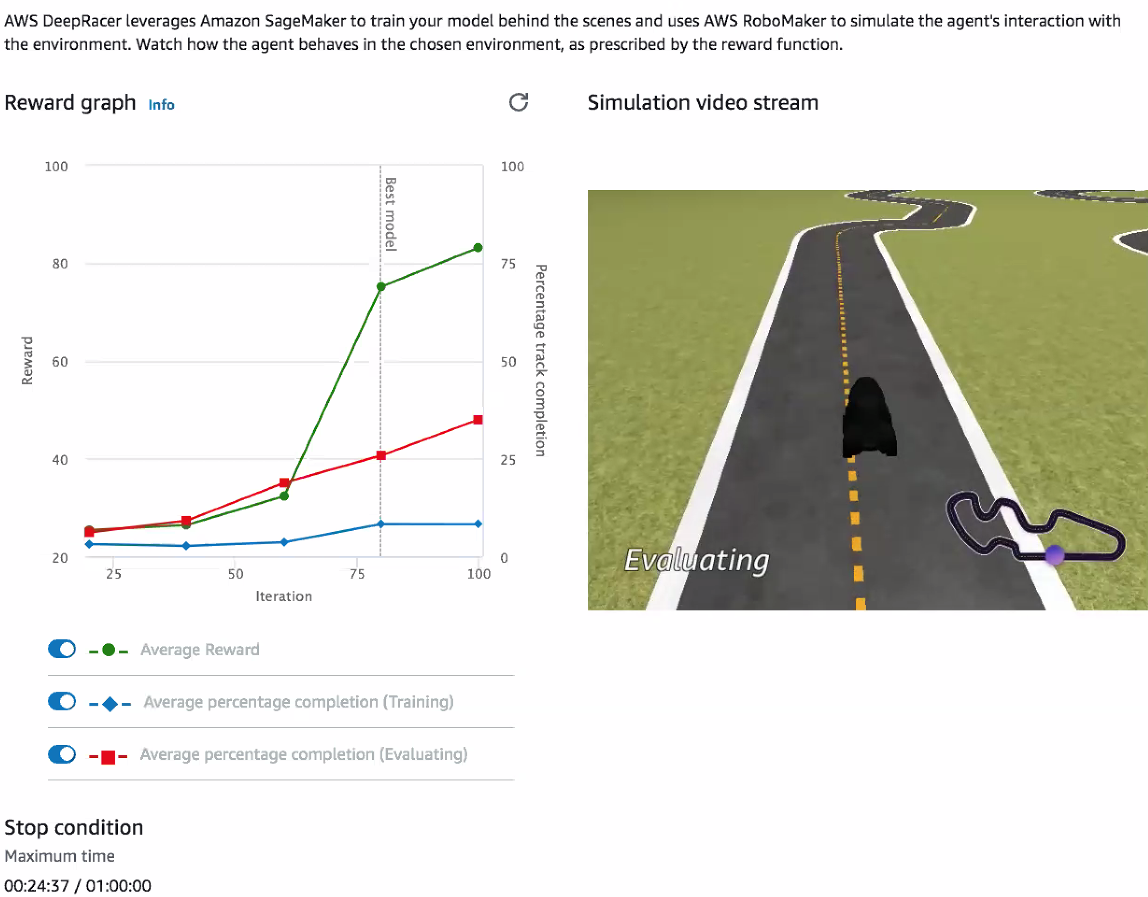 AWS DeepRacer leverages Amazon SageMaker to train your model behind the scenes and uses AWS RoboMaker to simulate the agent's interaction with
the environment. Watch how the agent behaves in the chosen environment, as prescribed by the reward function.
Reward graph Info
Simulation video stream
100
80
60
40
20
Reward
Best model
100
75
50
25
0
Percentage track completion
25 50 75 100
Iteration
Evaluating
Average Reward
Average percentage completion (Training)
Average percentage completion (Evaluating)
Stop condition
Maximum time
00:24:37 / 01:00:00